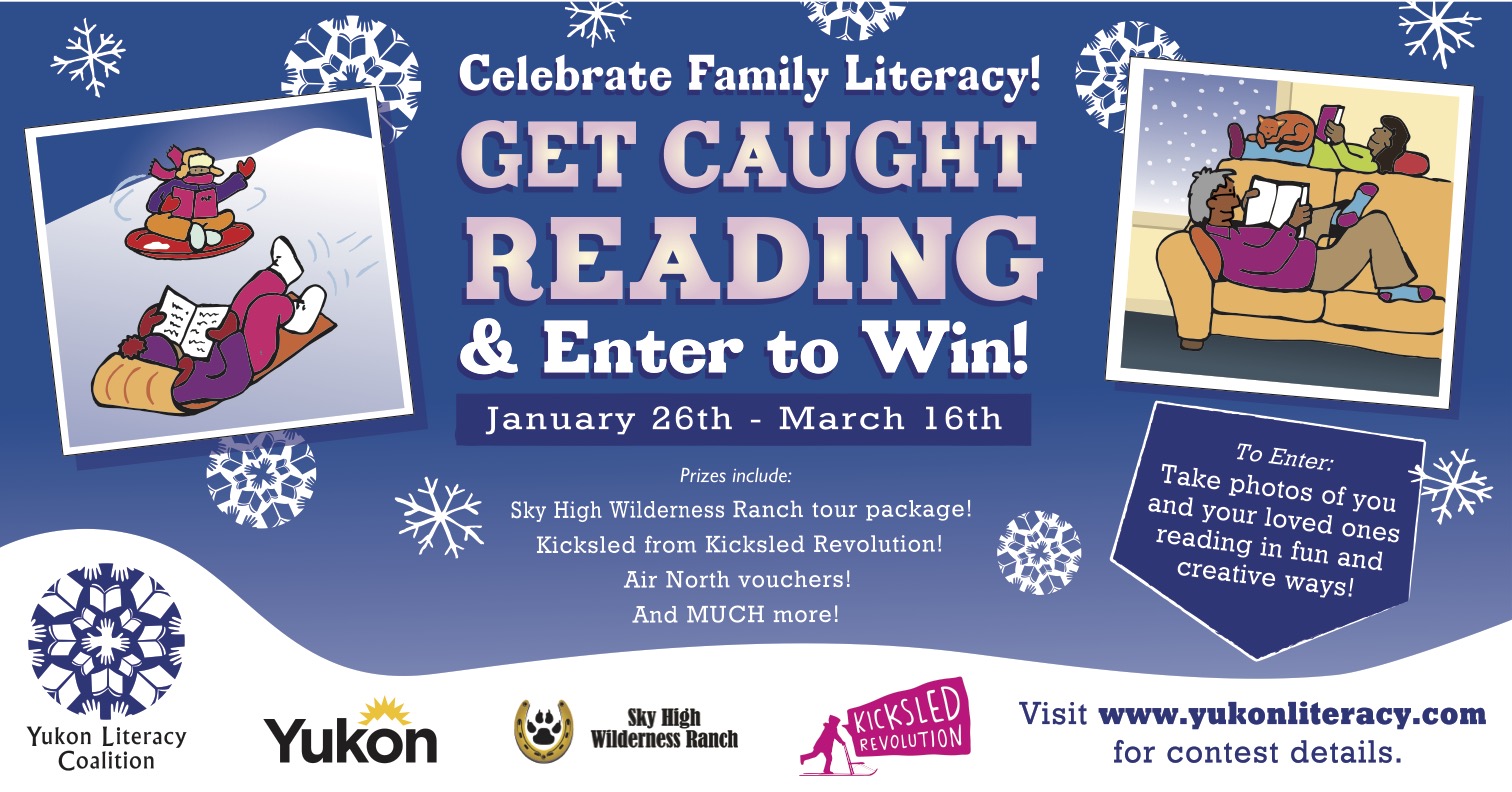 Celebrate Family Literacy!
GET CAUGHT
READING
& Enter to Win!
January 26th - March 16th
Prizes include:
Sky High Wilderness Ranch tour package!
Kicksled from Kicksled Revolution!
Air North vouchers!
And MUCH more!
To Enter:
Take photos of you
and your loved ones
reading in fun and
creative ways!
Yukon Literacy
Coalition
Yukon
Sky High
Wilderness Ranch
KICKSLED
REVOLUTION
Visit www.yukonliteracy.com
for contest details.